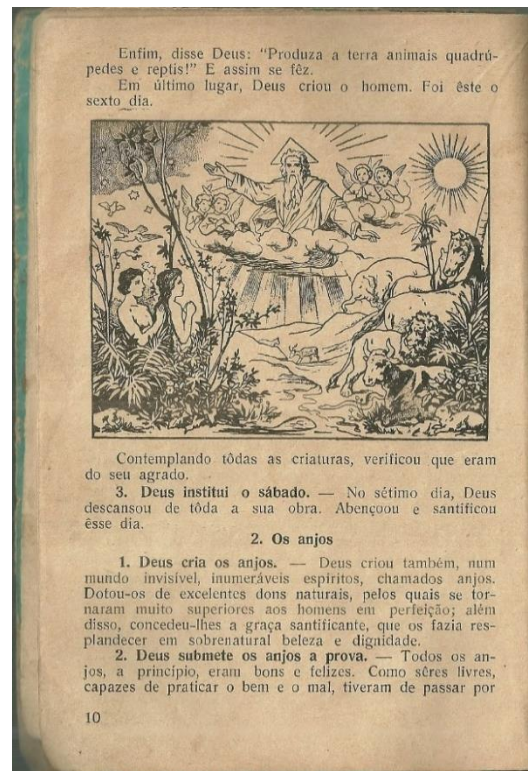 Enfim, disse Deus: "Produza a terra animais quadrú-
pedes e reptis!" E assim se fêz.
Em último lugar, Deus criou o homem. Foi êste o
sexto dia.
Contemplando tôdas as criaturas, verificou que eram
do seu agrado.
3. Deus institui o sábado. — No sétimo dia, Deus
descansou de tôda a sua obra. Abençoou e santificou
êsse dia.
2. Os anjos
1. Deus cria os anjos. — Deus criou também, num
mundo invisível, inumeráveis espíritos, chamados anjos.
Dotou-os de excelentes dons naturais, pelos quais se tor-
naram muito superiores aos homens em perfeição; além
disso, concedeu-lhes a graça santificante, que os fazia res-
plandecer em sobrenatural beleza e dignidade.
2. Deus submete os anjos a prova. — Todos os an-
jos, a princípio, eram bons e felizes. Como sêres livres,
capazes de praticar o bem e o mal, tiveram de passar por
10